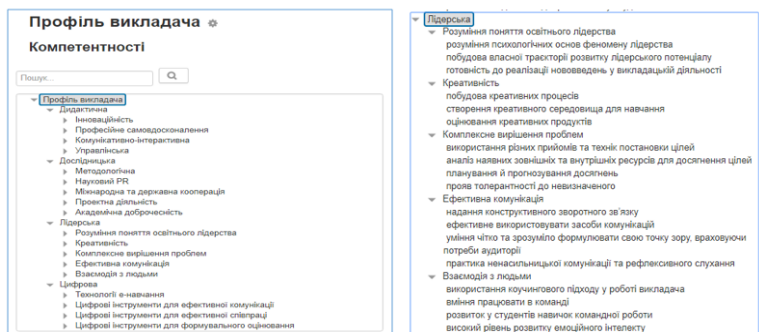 Профіль викладача
Компетентності
Пошук...
Профіль викладача
Дидактична
Інноваційність
Професійне самовдосконалення
Комунікативно-інтерактивна
Управлінська
Дослідницька
Методологічна
Науковий PR
Міжнародна та державна кооперація
Проектна діяльність
Академічна доброчесність
Лідерська
Розуміння поняття освітнього лідерства
Креативність
Комплексне вирішення проблем
Ефективна комунікація
Взаємодія з людьми
Цифрова
Технології е-навчання
Цифрові інструменти для ефективної комунікації
Цифрові інструменти для ефективної співпраці
Цифрові інструменти для формувального оцінювання
Лідерська
Розуміння поняття освітнього лідерства
розуміння психологічних основ феномену лідерства
побудова власної траєкторії розвитку лідерського потенціалу
готовність до реалізації нововведень у викладацькій діяльності
Креативність
побудова креативних процесів
створення креативного середовища для навчання
оцінювання креативних продуктів
Комплексне вирішення проблем
використання різних прийомів та технік постановки цілей
аналіз наявних зовнішніх та внутрішніх ресурсів для досягнення цілей
планування й прогнозування досягнень
прояв толерантності до невизначеного
Ефективна комунікація
надання конструктивного зворотного зв'язку
ефективне використовувати засоби комунікацій
уміння чітко та зрозуміло формулювати свою точку зору, враховуючи
потреби аудиторії
практика ненасильницької комунікації та рефлексивного слухання
Взаємодія з людьми
використання коучингового підходу у роботі викладача
вміння працювати в команді
розвиток у студентів навичок командної роботи
високий рівень розвитку емоційного інтелекту